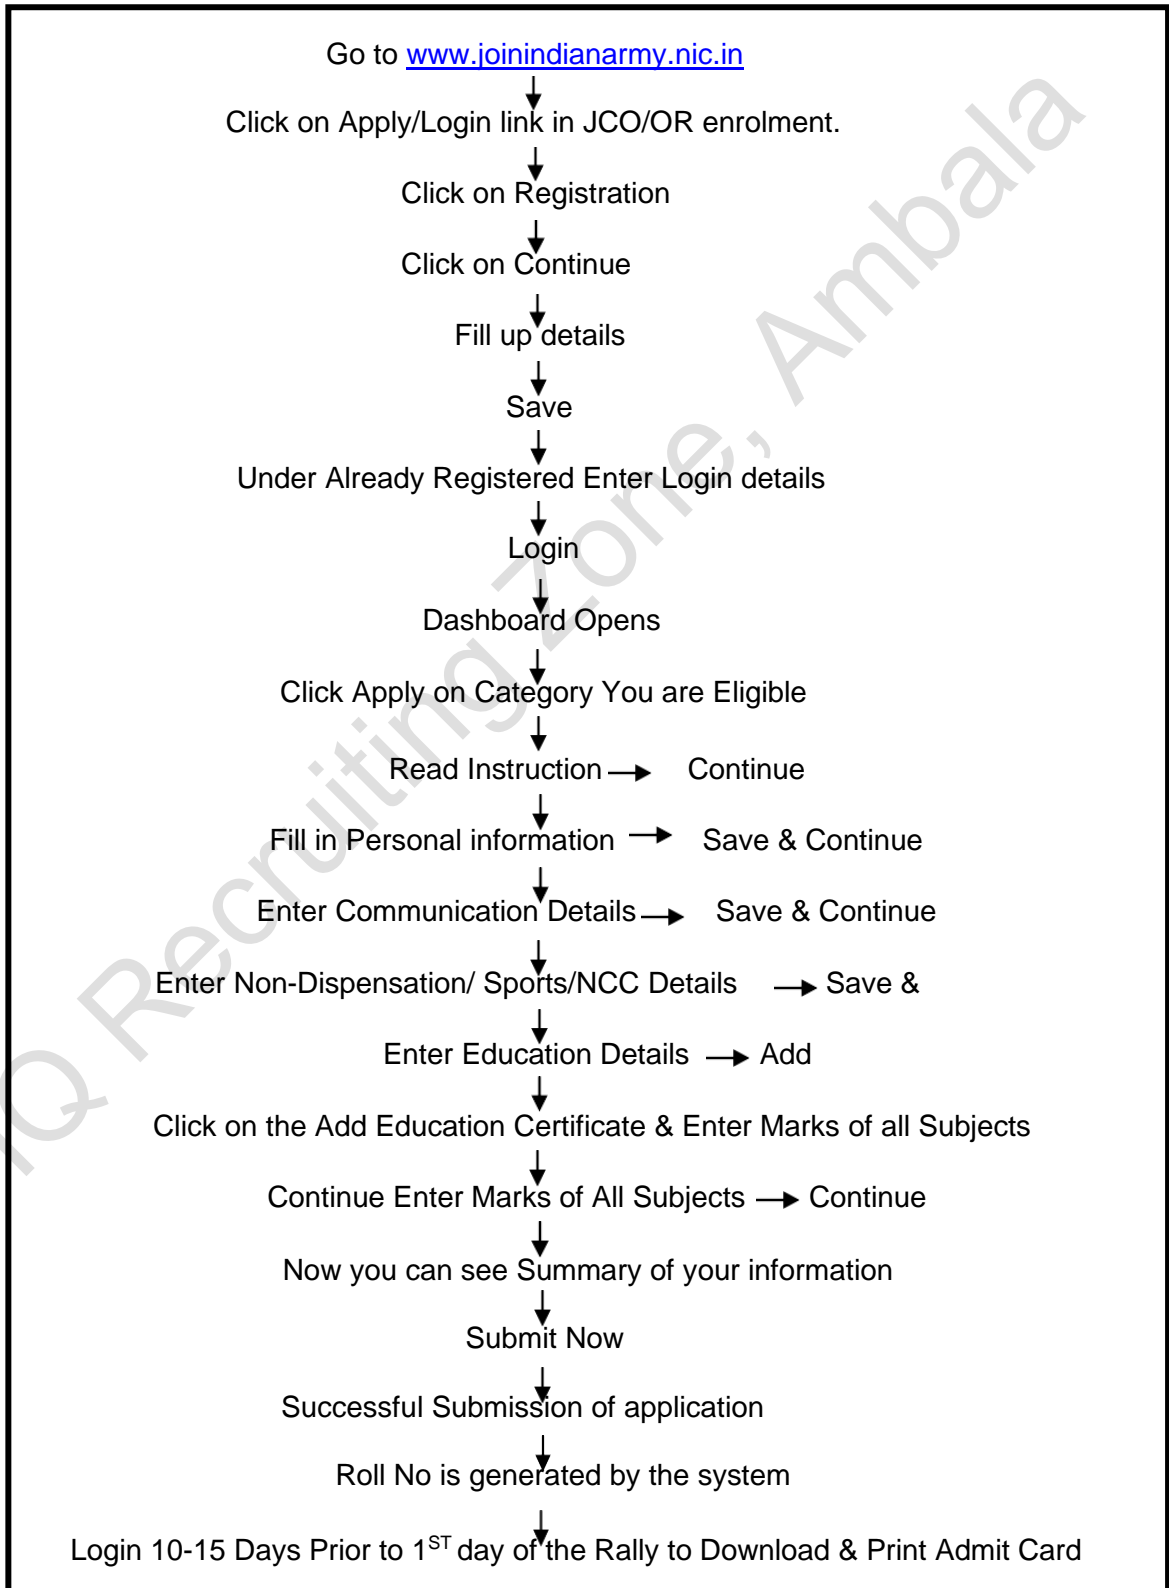 Go to www.joinindianarmy.nic.in
Click on Apply/Login link in JCO/OR enrolment.
Click on Registration
Click on Continue
Fill up details
Save
Under Already Registered Enter Login details
Login
Dashboard Opens
Click Apply on Category You are Eligible
Read Instruction → Continue
Fill in Personal information → Save & Continue
Enter Communication Details → Save & Continue
Enter Non-Dispensation/ Sports/NCC Details → Save &
Enter Education Details → Add
Click on the Add Education Certificate & Enter Marks of all Subjects
Continue Enter Marks of All Subjects → Continue
Now you can see Summary of your information
Submit Now
Successful Submission of application
Roll No is generated by the system
Login 10-15 Days Prior to 1ST day of the Rally to Download & Print Admit Card
Q Recruiting Zone, Ambala